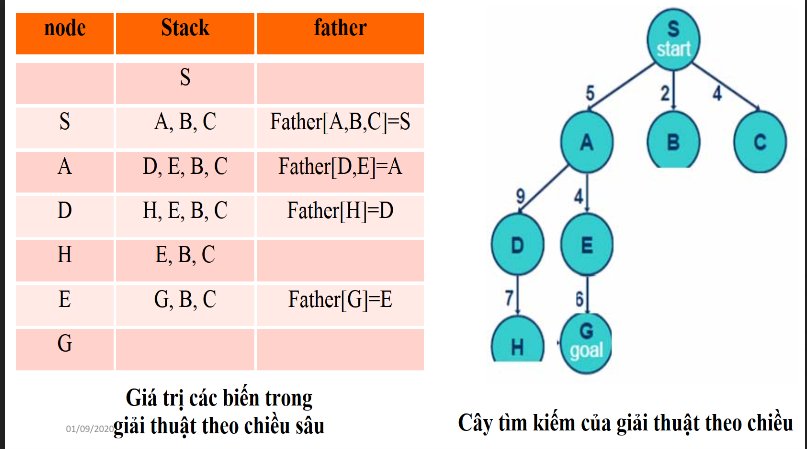 node Stack father
S
S A, B, C Father[A,B,C]=S
A D, E, B, C Father[D,E]=A
D H, E, B, C Father[H]=D
H E, B, C
E G, B, C Father[G]=E
G
Giá trị các biến trong
giải thuật theo chiều sâu
01/09/2020
S
start
5 2 4
A B C
9 4
D E
7 6
H G
goal
Cây tìm kiếm của giải thuật theo chiều